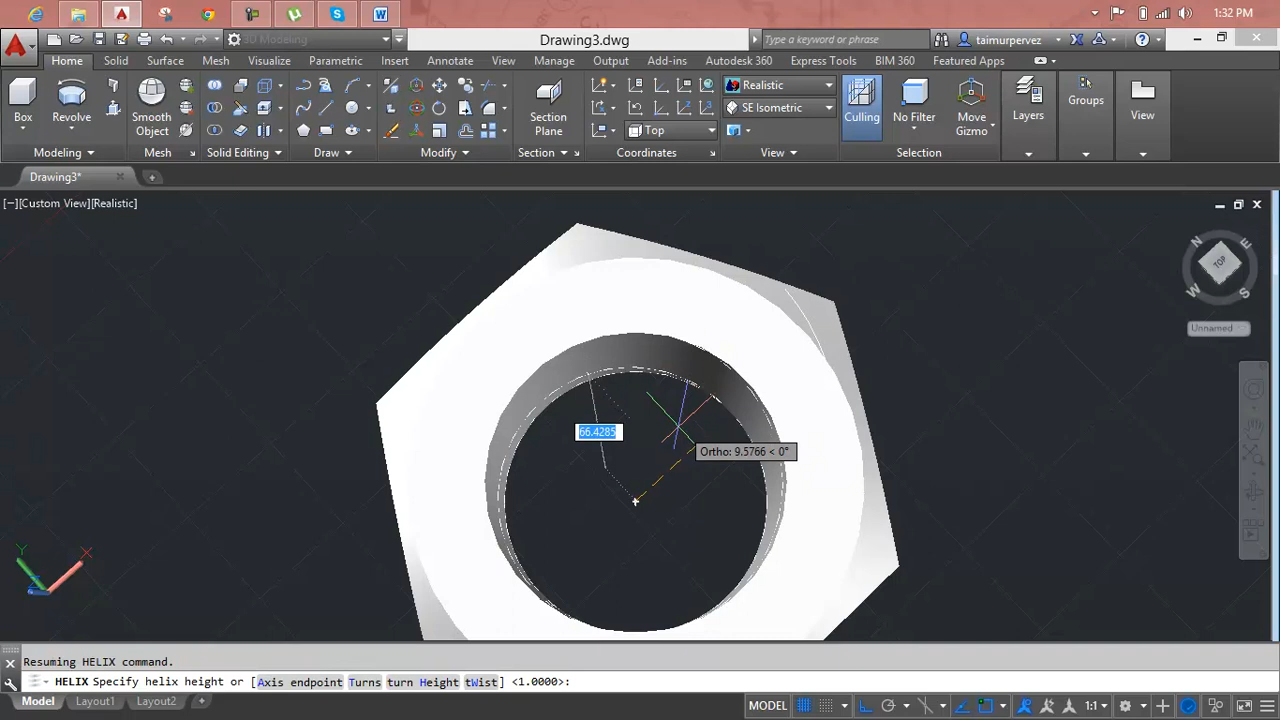 1:32 PM
3D Modeling
Drawing3.dwg
Type a keyword or phrase
taimurpervez
Home Solid Surface Mesh Visualize Parametric Insert Annotate View Manage Output Add-ins Autodesk 360 Express Tools BIM 360 Featured Apps
Realistic
SE Isometric
Top
Box Revolve Smooth Object Section Plane Culling No Filter Move Gizmo Layers Groups View
Modeling Mesh Solid Editing Draw Modify Section Coordinates View Selection
Drawing3*
[−][Custom View][Realistic]
N E
TOP
W S
Unnamed
66.4285
Ortho: 9.5766 < 0°
Y X
Z
Resuming HELIX command.
HELIX Specify helix height or [Axis endpoint Turns turn Height tWist] <1.0000>:
Model Layout1 Layout2
MODEL 1:1